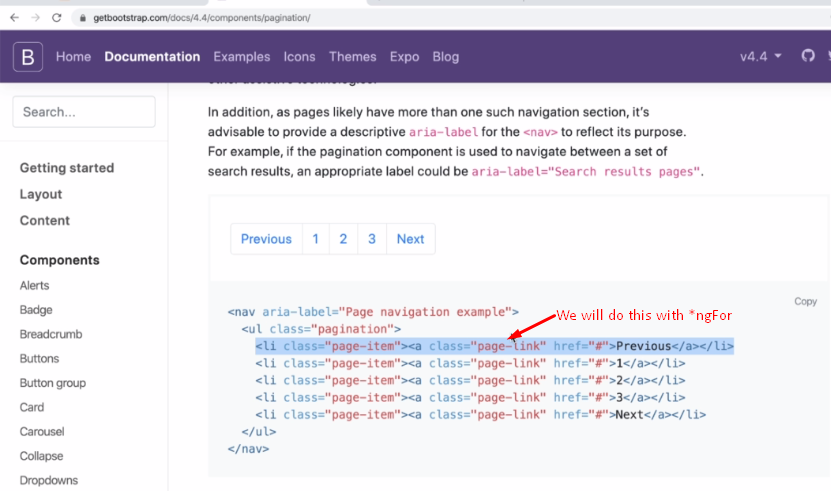 getbootstrap.com/docs/4.4/components/pagination/
B Home Documentation Examples Icons Themes Expo Blog v4.4
other assistive technologies.
Search...
In addition, as pages likely have more than one such navigation section, it's
advisable to provide a descriptive aria-label for the <nav> to reflect its purpose.
For example, if the pagination component is used to navigate between a set of
search results, an appropriate label could be aria-label="Search results pages".
Getting started
Layout
Content
Components
Alerts
Badge
Breadcrumb
Buttons
Button group
Card
Carousel
Collapse
Dropdowns
Previous 1 2 3 Next
Copy
We will do this with *ngFor
<nav aria-label="Page navigation example">
<ul class="pagination">
<li class="page-item"><a class="page-link" href="#">Previous</a></li>
<li class="page-item"><a class="page-link" href="#">1</a></li>
<li class="page-item"><a class="page-link" href="#">2</a></li>
<li class="page-item"><a class="page-link" href="#">3</a></li>
<li class="page-item"><a class="page-link" href="#">Next</a></li>
</ul>
</nav>